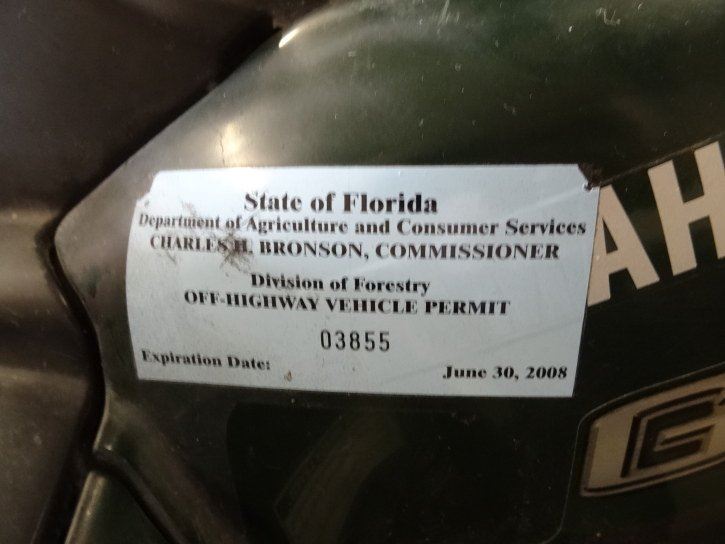 State of Florida
Department of Agriculture and Consumer Services
CHARLES H. BRONSON, COMMISSIONER
Division of Forestry
OFF-HIGHWAY VEHICLE PERMIT
03855
Expiration Date: June 30, 2008
AH
E